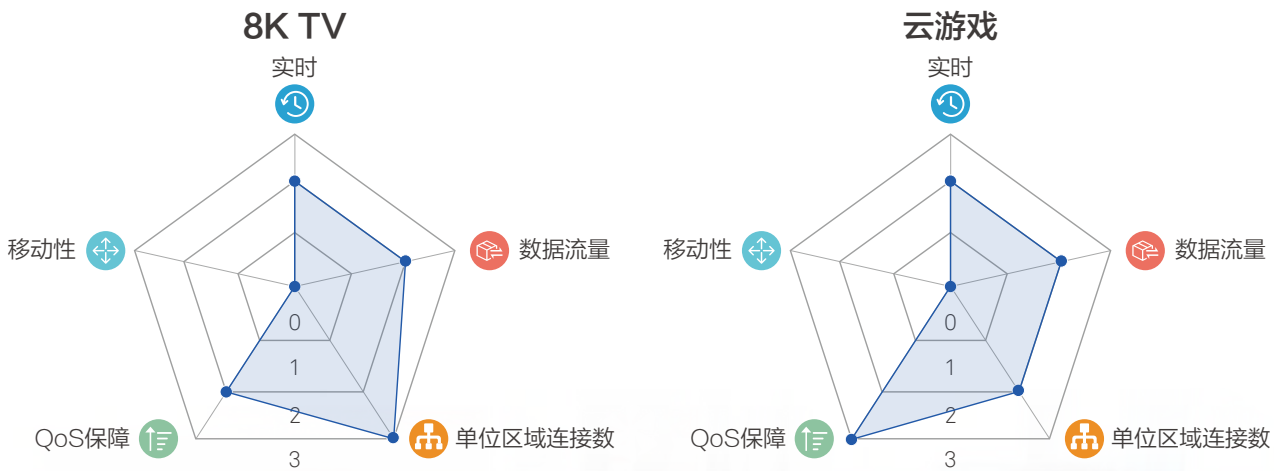 8K TV
实时
移动性
数据流量
0
1
2
3
QoS保障
单位区域连接数
云游戏
实时
移动性
数据流量
0
1
2
3
QoS保障
单位区域连接数